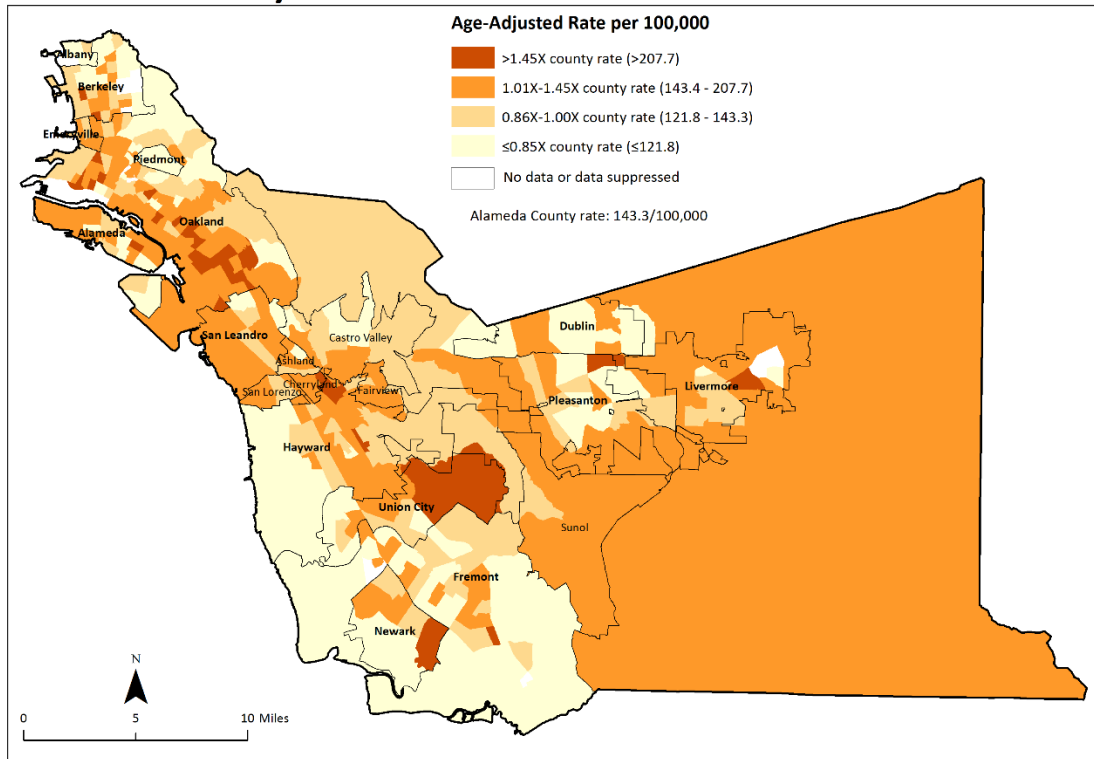 Age-Adjusted Rate per 100,000
>1.45X county rate (>207.7)
1.01X-1.45X county rate (143.4 - 207.7)
0.86X-1.00X county rate (121.8 - 143.3)
≤0.85X county rate (≤121.8)
No data or data suppressed
Alameda County rate: 143.3/100,000
Albany
Berkeley
Emeryville
Piedmont
Oakland
Alameda
San Leandro
Castro Valley
Ashland
Cherryland
San Lorenzo
Fairview
Hayward
Dublin
Pleasanton
Livermore
Union City
Sunol
Fremont
Newark
N
0 5 10 Miles